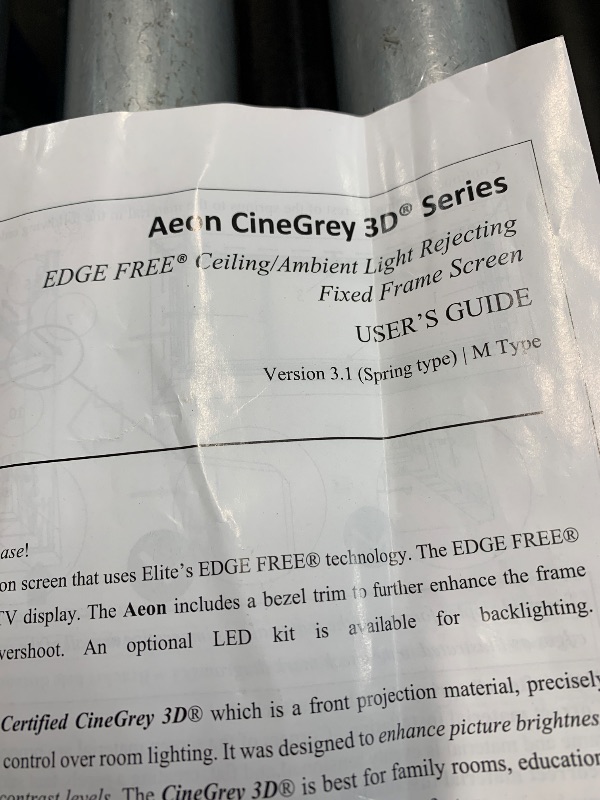 Aeon CineGrey 3D® Series
EDGE FREE® Ceiling/Ambient Light Rejecting
Fixed Frame Screen
USER'S GUIDE
Version 3.1 (Spring type) | M Type
ase!
on screen that uses Elite's EDGE FREE® technology. The EDGE FREE®
TV display. The Aeon includes a bezel trim to further enhance the frame
vershoot. An optional LED kit is available for backlighting.
Certified CineGrey 3D® which is a front projection material, precisely
control over room lighting. It was designed to enhance picture brightnes
contrast levels. The CineGrey 3D® is best for family rooms, education